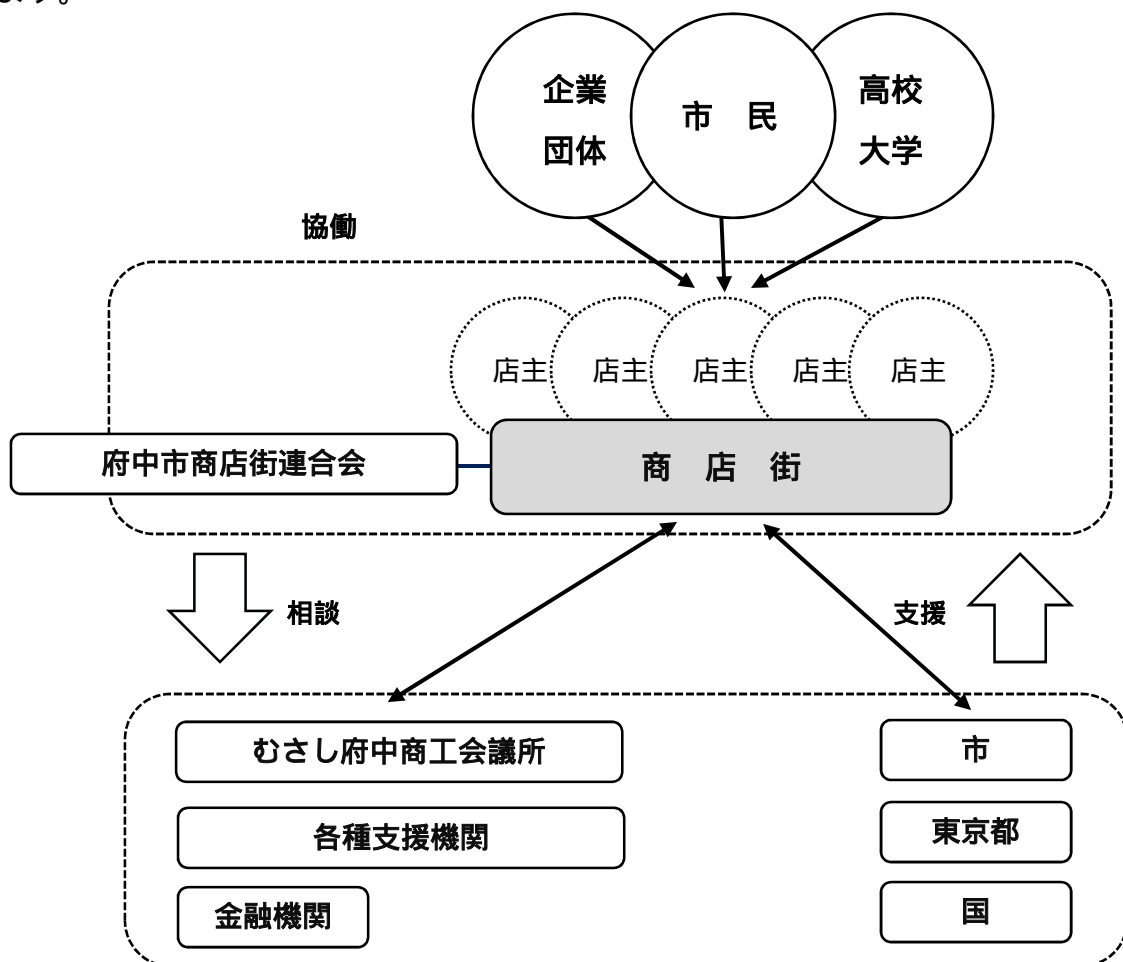 ます。
企業
団体
市　民
高校
大学
協働
店主
店主
店主
店主
店主
府中市商店街連合会
商　店　街
相談
支援
むさし府中商工会議所
各種支援機関
金融機関
市
東京都
国